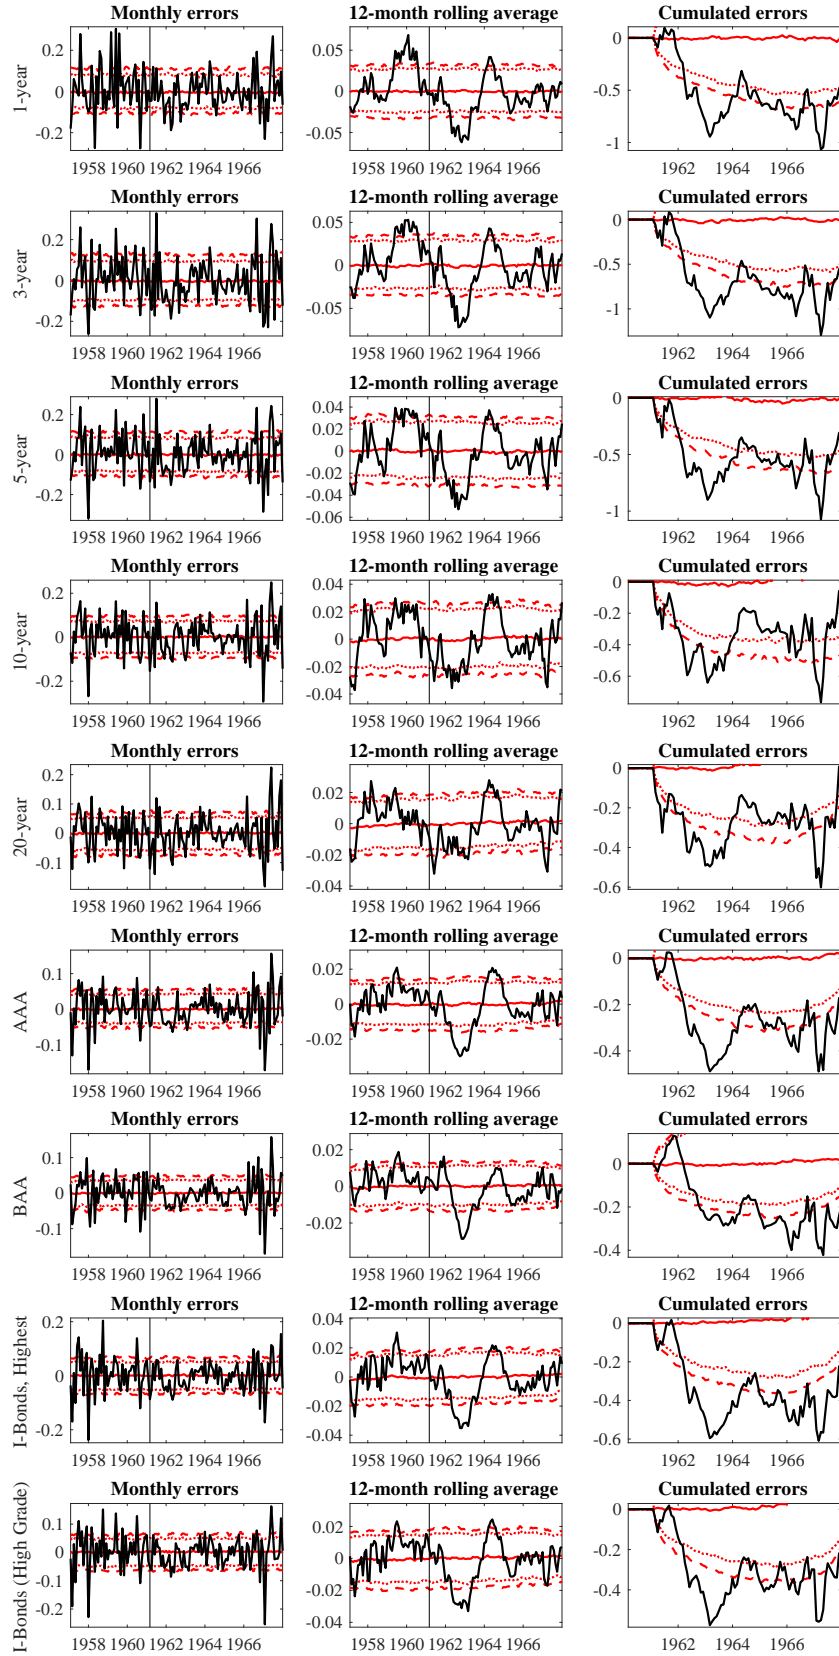 Monthly errors 12-month rolling average Cumulated errors
1-year
0.2 0 -0.2
0.05 0 -0.05
0 -0.5 -1
1958 1960 1962 1964 1966 1958 1960 1962 1964 1966 1962 1964 1966
Monthly errors 12-month rolling average Cumulated errors
3-year
0.2 0 -0.2
0.05 0 -0.05
0 -0.5 -1
1958 1960 1962 1964 1966 1958 1960 1962 1964 1966 1962 1964 1966
Monthly errors 12-month rolling average Cumulated errors
5-year
0.2 0 -0.2
0.04 0.02 0 -0.02 -0.04 -0.06
0 -0.5 -1
1958 1960 1962 1964 1966 1958 1960 1962 1964 1966 1962 1964 1966
Monthly errors 12-month rolling average Cumulated errors
10-year
0.2 0 -0.2
0.04 0.02 0 -0.02 -0.04
0 -0.2 -0.4 -0.6
1958 1960 1962 1964 1966 1958 1960 1962 1964 1966 1962 1964 1966
Monthly errors 12-month rolling average Cumulated errors
20-year
0.2 0.1 0 -0.1
0.02 0 -0.02 -0.04
0 -0.2 -0.4 -0.6
1958 1960 1962 1964 1966 1958 1960 1962 1964 1966 1962 1964 1966
Monthly errors 12-month rolling average Cumulated errors
AAA
0.1 0 -0.1
0.02 0 -0.02
0 -0.2 -0.4
1958 1960 1962 1964 1966 1958 1960 1962 1964 1966 1962 1964 1966
Monthly errors 12-month rolling average Cumulated errors
BAA
0.1 0 -0.1
0.02 0 -0.02
0 -0.2 -0.4
1958 1960 1962 1964 1966 1958 1960 1962 1964 1966 1962 1964 1966
Monthly errors 12-month rolling average Cumulated errors
I-Bonds, Highest
0.2 0 -0.2
0.04 0.02 0 -0.02 -0.04
0 -0.2 -0.4 -0.6
1958 1960 1962 1964 1966 1958 1960 1962 1964 1966 1962 1964 1966
Monthly errors 12-month rolling average Cumulated errors
I-Bonds (High Grade)
0.1 0 -0.1 -0.2
0.02 0 -0.02 -0.04
0 -0.2 -0.4
1958 1960 1962 1964 1966 1958 1960 1962 1964 1966 1962 1964 1966